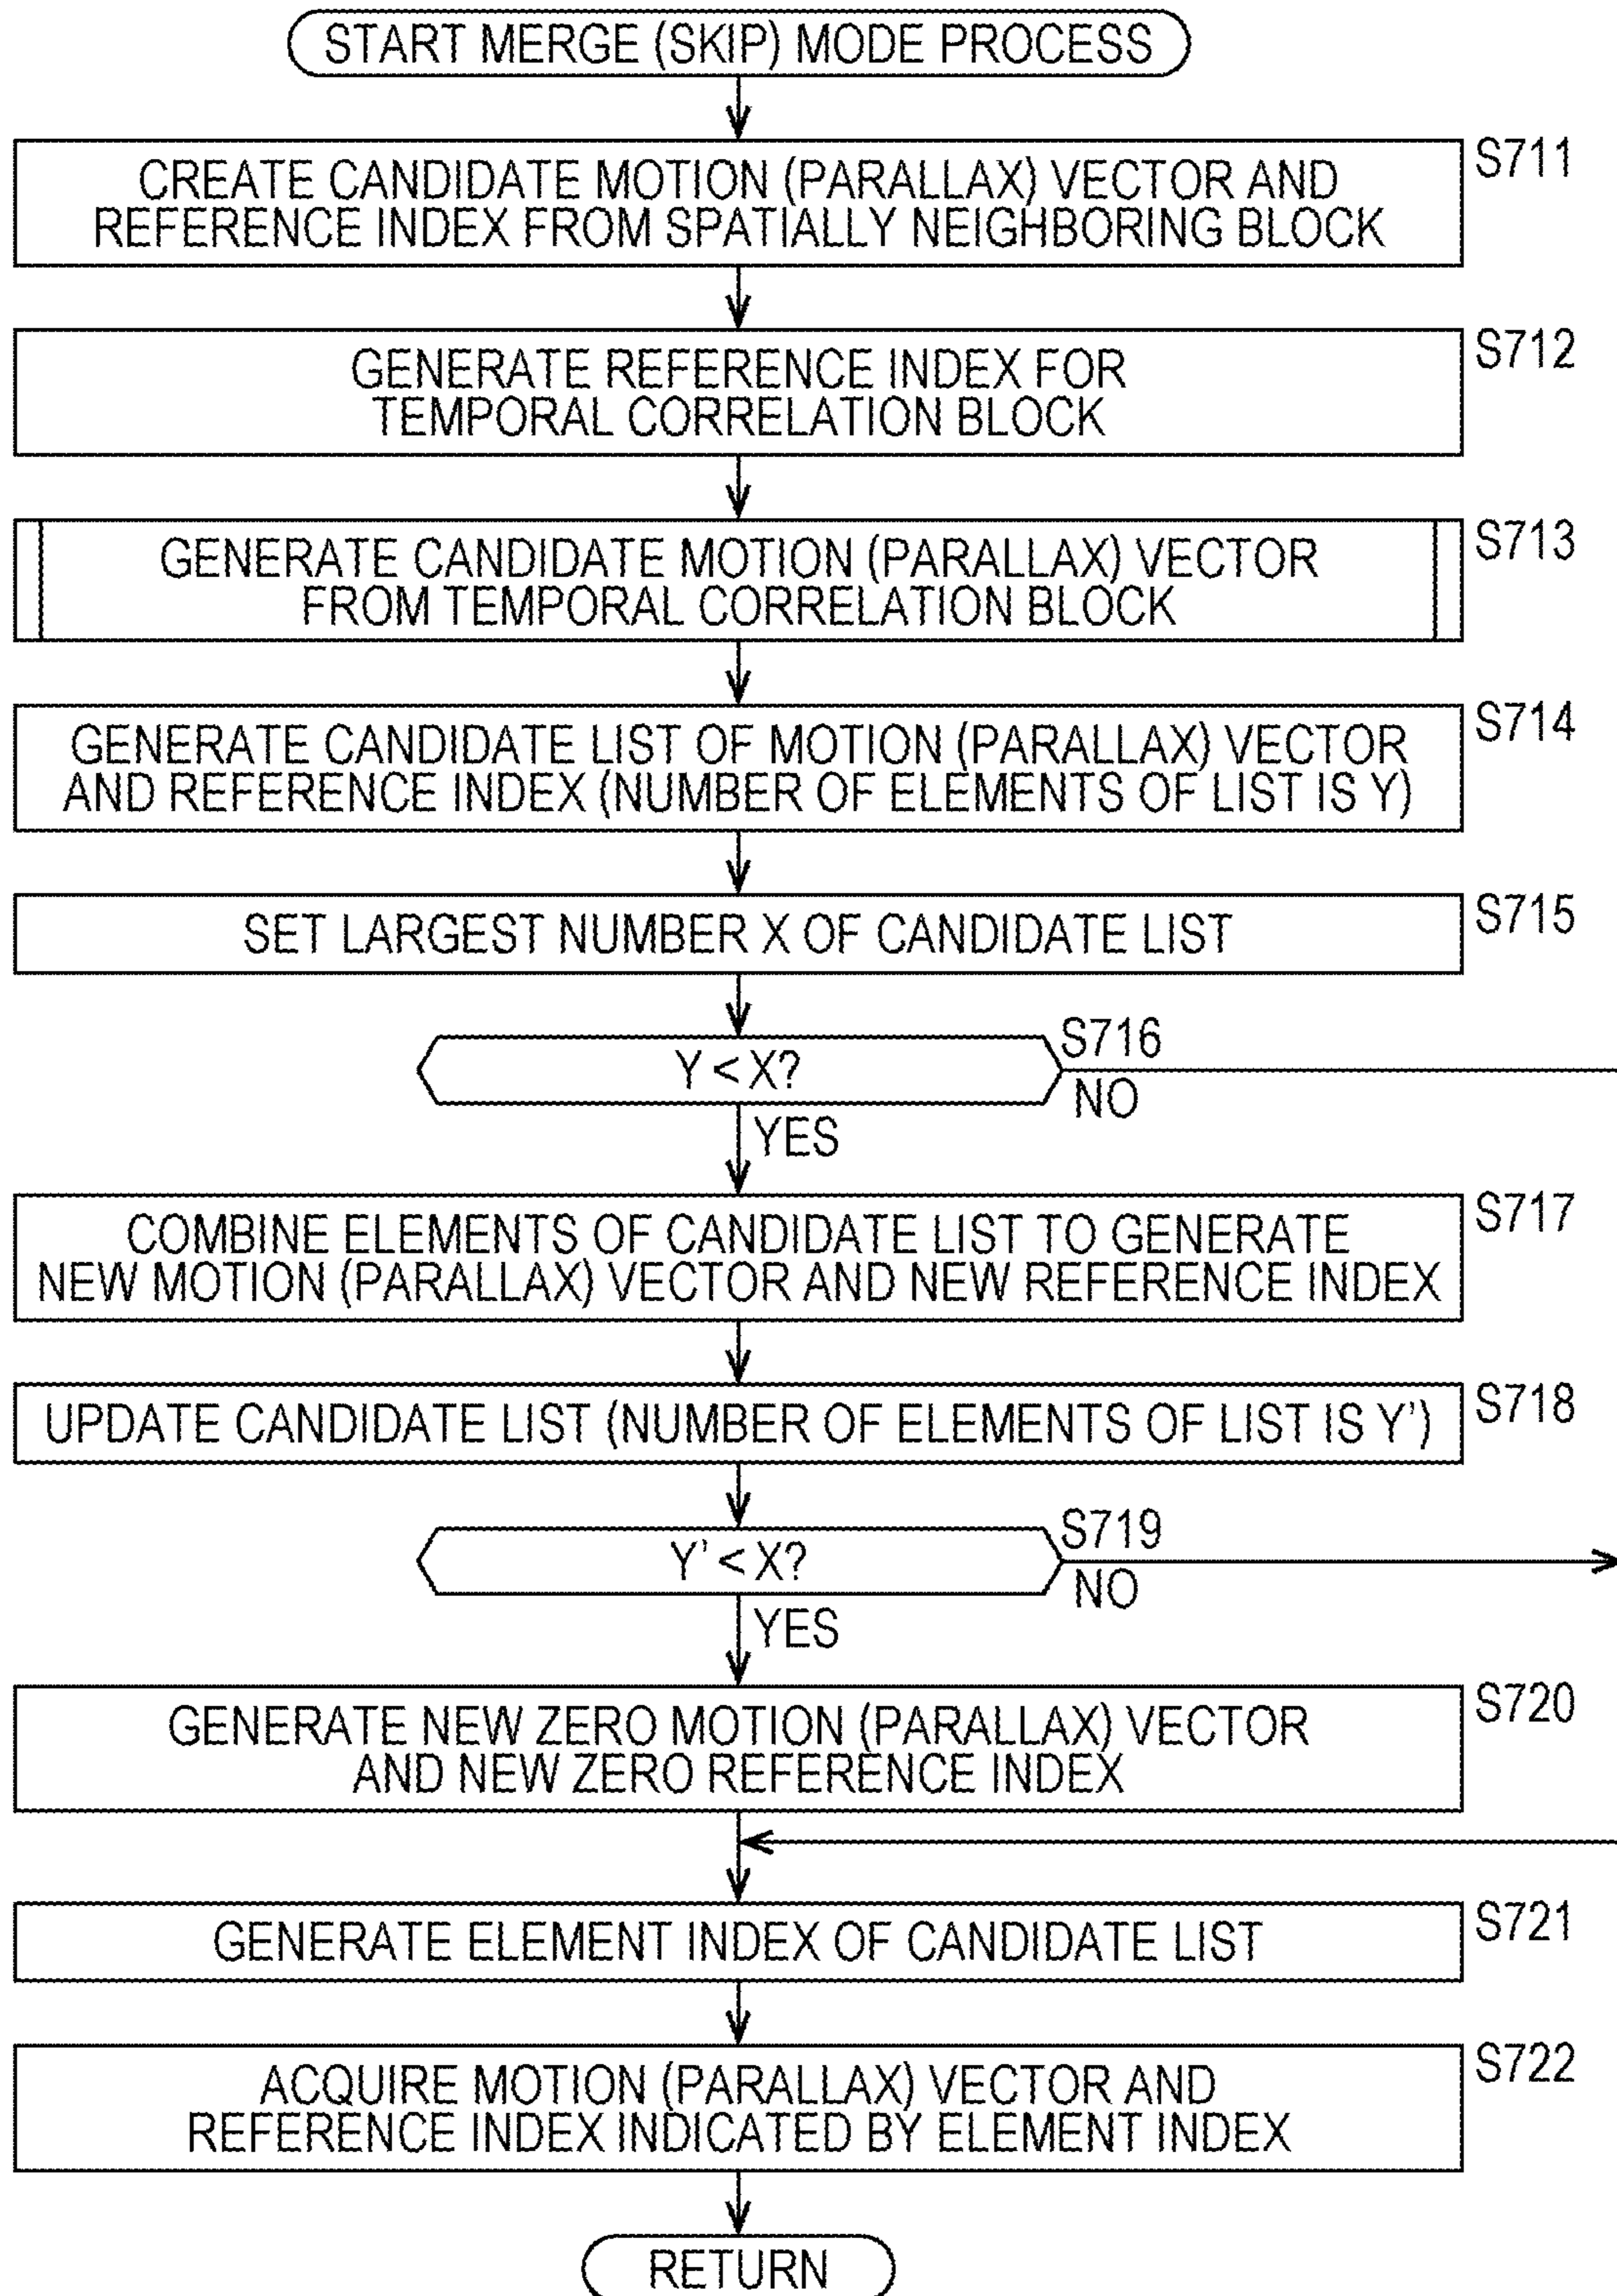 START MERGE (SKIP) MODE PROCESS
S711
CREATE CANDIDATE MOTION (PARALLAX) VECTOR AND
REFERENCE INDEX FROM SPATIALLY NEIGHBORING BLOCK
S712
GENERATE REFERENCE INDEX FOR
TEMPORAL CORRELATION BLOCK
S713
GENERATE CANDIDATE MOTION (PARALLAX) VECTOR
FROM TEMPORAL CORRELATION BLOCK
S714
GENERATE CANDIDATE LIST OF MOTION (PARALLAX) VECTOR
AND REFERENCE INDEX (NUMBER OF ELEMENTS OF LIST IS Y)
S715
SET LARGEST NUMBER X OF CANDIDATE LIST
S716
Y < X?
NO
YES
S717
COMBINE ELEMENTS OF CANDIDATE LIST TO GENERATE
NEW MOTION (PARALLAX) VECTOR AND NEW REFERENCE INDEX
S718
UPDATE CANDIDATE LIST (NUMBER OF ELEMENTS OF LIST IS Y')
S719
Y' < X?
NO
YES
S720
GENERATE NEW ZERO MOTION (PARALLAX) VECTOR
AND NEW ZERO REFERENCE INDEX
S721
GENERATE ELEMENT INDEX OF CANDIDATE LIST
S722
ACQUIRE MOTION (PARALLAX) VECTOR AND
REFERENCE INDEX INDICATED BY ELEMENT INDEX
RETURN